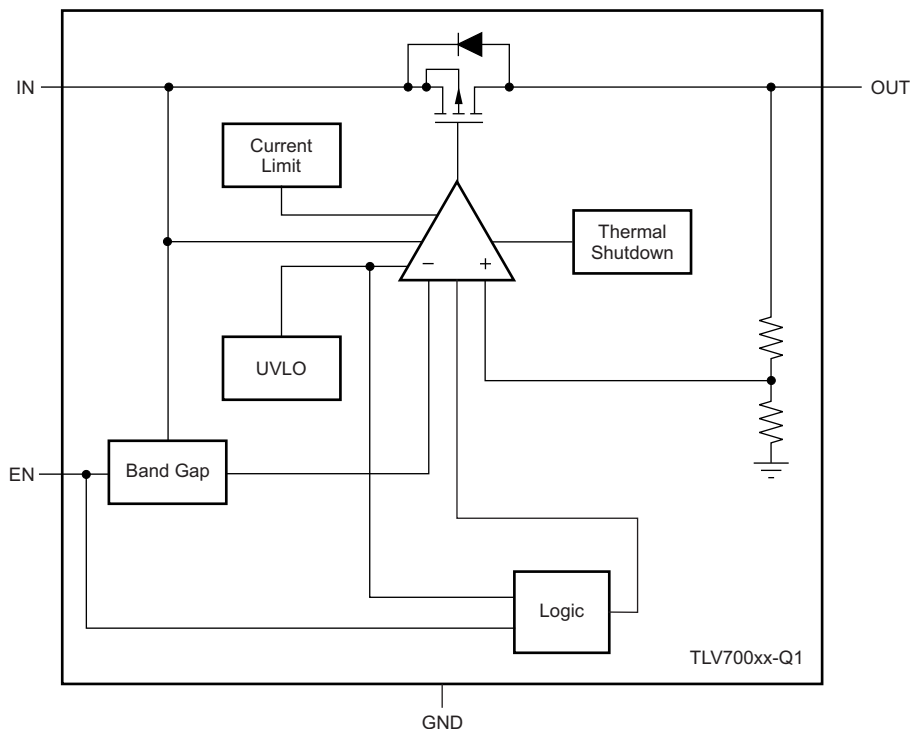 IN
OUT
Current
Limit
Thermal
Shutdown
−
+
UVLO
EN
Band Gap
Logic
TLV700xx-Q1
GND